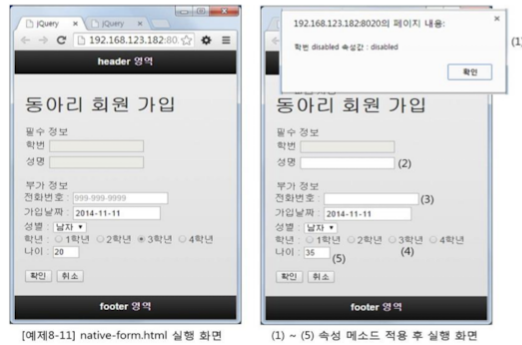 jQuery
jQuery
192.168.123.182:80
header 영역
동아리 회원 가입
필수 정보
학번
성명
부가 정보
전화번호 : 999-999-9999
가입날짜 : 2014-11-11
성별 : 남자
학년 : 1학년 2학년 3학년 4학년
나이 : 20
확인 취소
footer 영역
[예제8-11] native-form.html 실행 화면
192.168.123.182:8020의 페이지 내용:
학번 disabled 속성값 : disabled
확인
(1)
동아리 회원 가입
필수 정보
학번
성명 (2)
부가 정보
전화번호 : (3)
가입날짜 : 2014-11-11
성별 : 남자
학년 : 1학년 2학년 3학년 4학년
(4)
나이 : 35
(5)
확인 취소
footer 영역
(1) ~ (5) 속성 메소드 적용 후 실행 화면